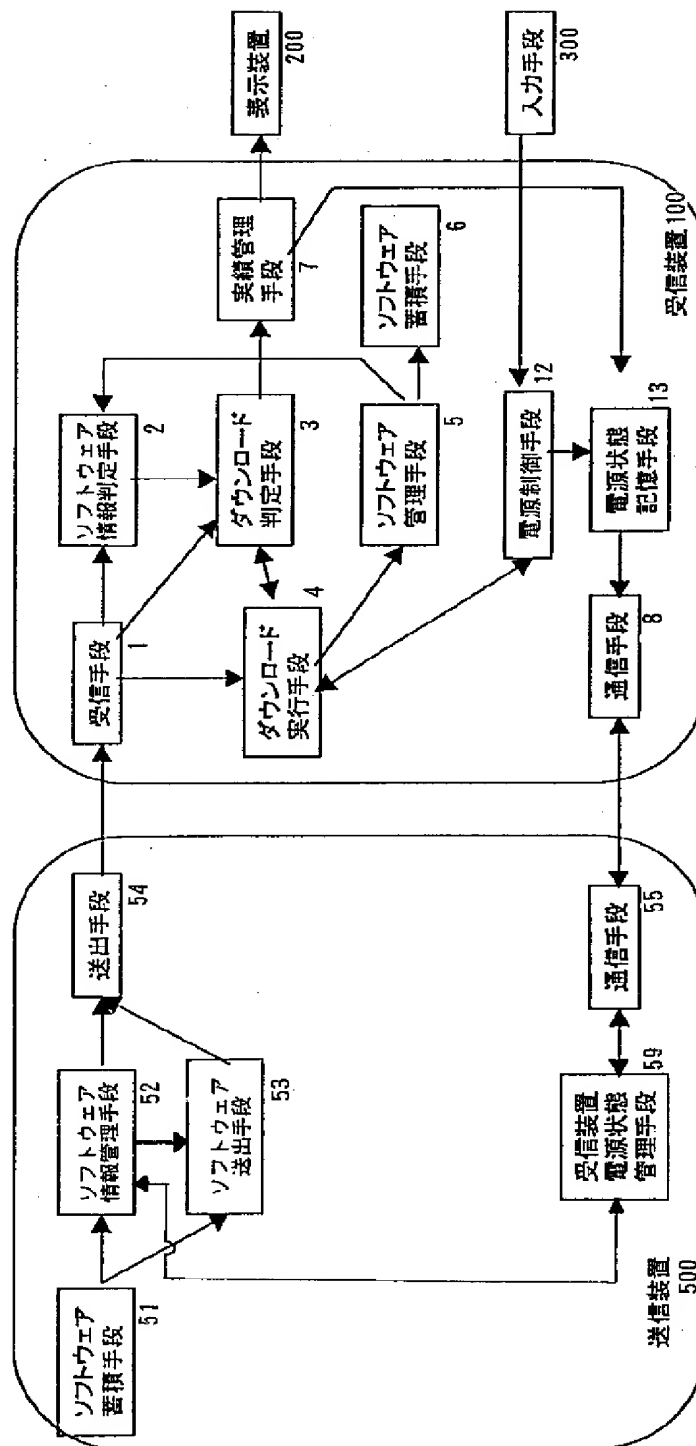 ソフトウェア
蓄積手段
51
ソフトウェア
情報管理手段
52
ソフトウェア
送出手段
53
送出手段
54
受信装置
電源状態
管理手段
59
通信手段
55
送信装置
500
受信手段
1
ソフトウェア
情報判定手段
2
ダウンロード
判定手段
3
ダウンロード
実行手段
4
ソフトウェア
管理手段
5
ソフトウェア
蓄積手段
6
実績管理
手段
7
電源制御手段
12
電源状態
記憶手段
13
通信手段
8
受信装置100
表示装置
200
入力手段
300